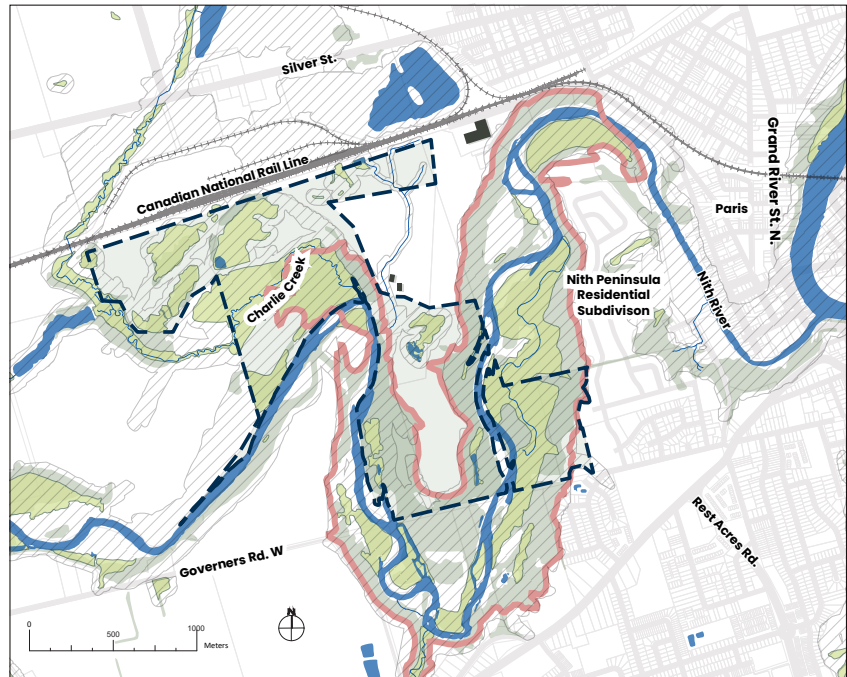 Silver St.
Canadian National Rail Line
Grand River St. N.
Paris
Charlie Creek
Nith Peninsula
Residential
Subdivison
Nith River
Rest Acres Rd.
Governers Rd. W
N
0
500
1000
Meters